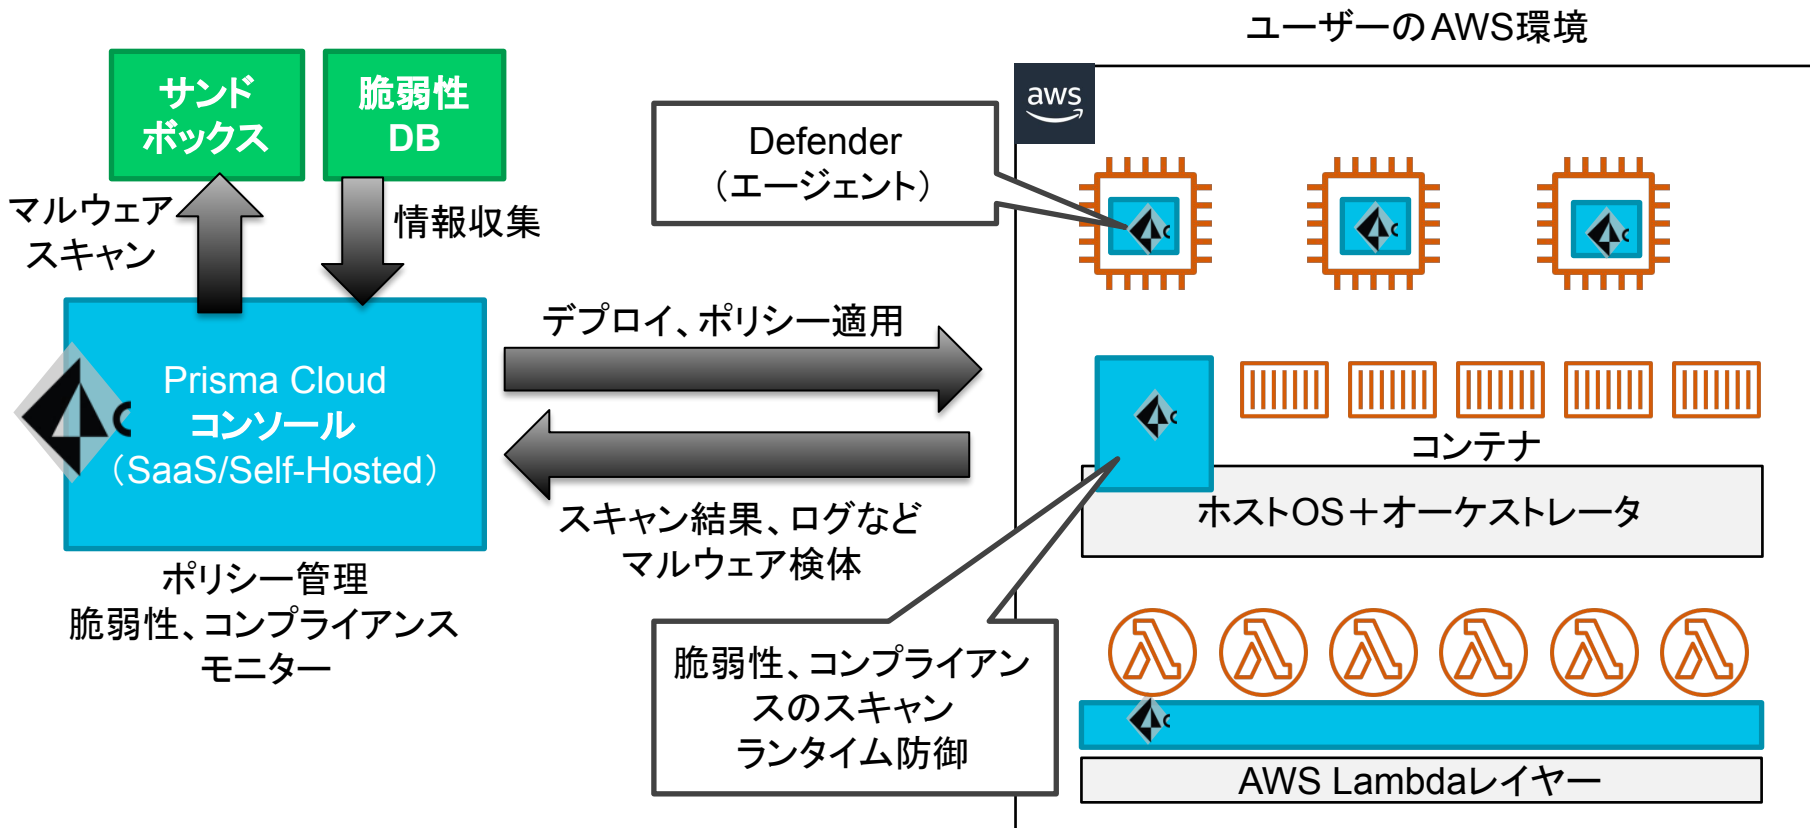 ユーザーのAWS環境
サンド
ボックス
脆弱性
DB
aws
Defender
（エージェント）
マルウェア
スキャン
情報収集
デプロイ、ポリシー適用
Prisma Cloud
コンソール
（SaaS/Self-Hosted）
コンテナ
スキャン結果、ログなど
マルウェア検体
ホストOS＋オーケストレータ
ポリシー管理
脆弱性、コンプライアンス
モニター
脆弱性、コンプライアン
スのスキャン
ランタイム防御
AWS Lambdaレイヤー